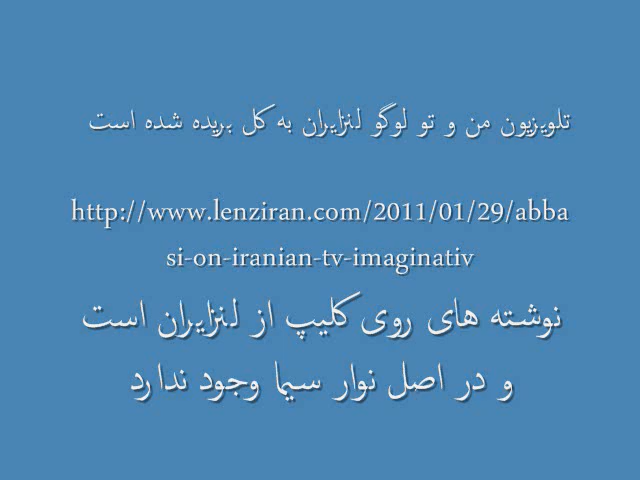 تلویزیون من و تو لوگو لنزایران به کل بریده شده است
http://www.lenziran.com/2011/01/29/abba
si-on-iranian-tv-imaginativ
نوشته های روی کلیپ از لنزایران است
و در اصل نوار سیما وجود ندارد